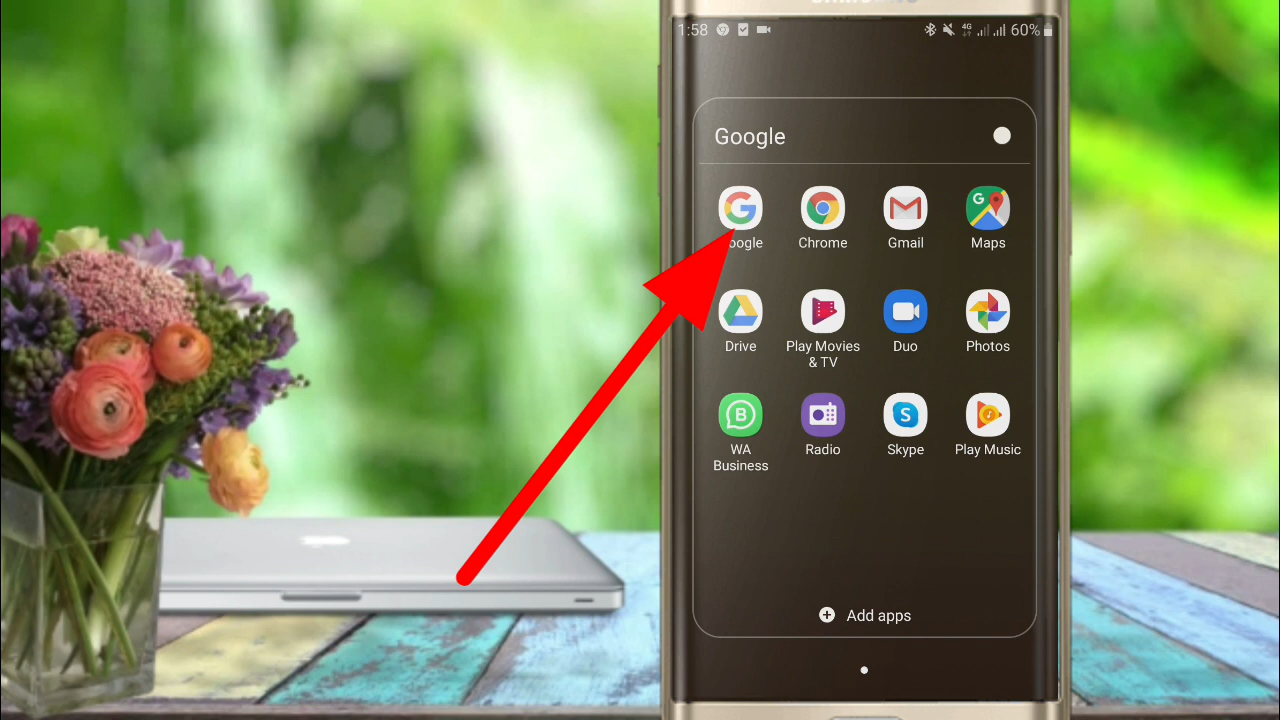 1:58
4G
60%
Google
Chrome
Gmail
Maps
Drive
Play Movies
& TV
Duo
Photos
WA
Business
Radio
Skype
Play Music
Add apps